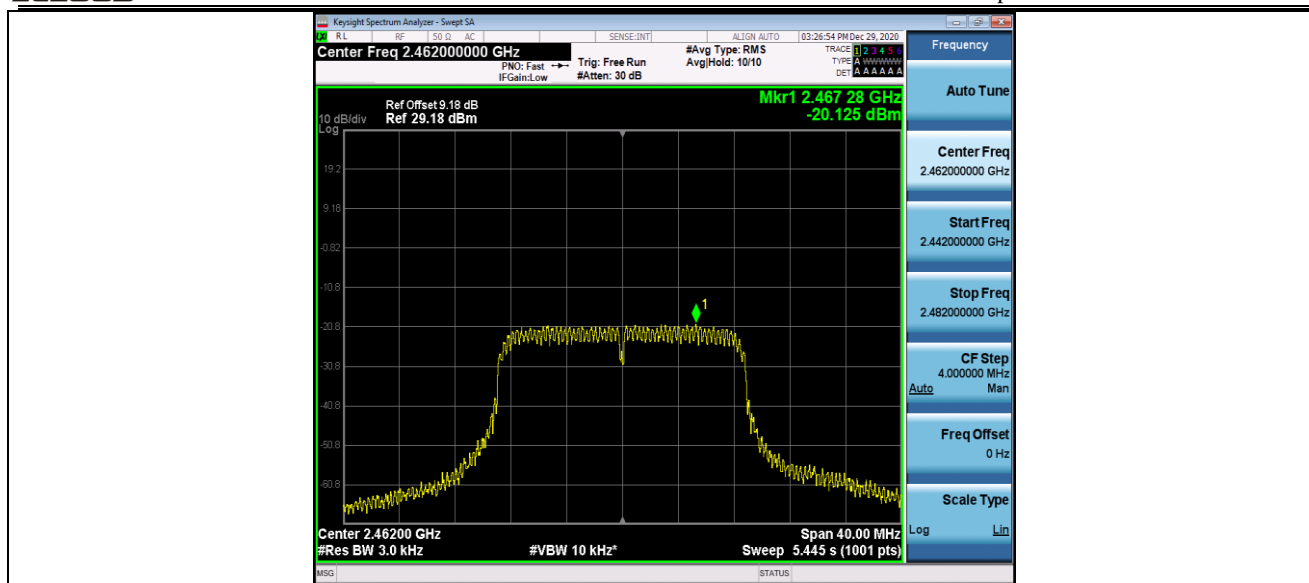 Keysight Spectrum Analyzer - Swept SA
RL RF 50 Ω AC SENSE:INT ALIGN AUTO 03:26:54 PM Dec 29, 2020
Center Freq 2.462000000 GHz
PNO: Fast
IFGain:Low
Trig: Free Run
#Atten: 30 dB
#Avg Type: RMS
Avg|Hold: 10/10
TRACE 1 2 3 4 5 6
TYPE A WWWWW
DET A A A A A A
Ref Offset 9.18 dB
10 dB/div Ref 29.18 dBm
Log
Mkr1 2.467 28 GHz
-20.125 dBm
19.2
9.18
-0.82
-10.8
-20.8
-30.8
-40.8
-50.8
-60.8
1
Center 2.46200 GHz Span 40.00 MHz
#Res BW 3.0 kHz #VBW 10 kHz* Sweep 5.445 s (1001 pts)
MSG STATUS
Frequency
Auto Tune
Center Freq
2.462000000 GHz
Start Freq
2.442000000 GHz
Stop Freq
2.482000000 GHz
CF Step
4.000000 MHz
Auto Man
Freq Offset
0 Hz
Scale Type
Log Lin